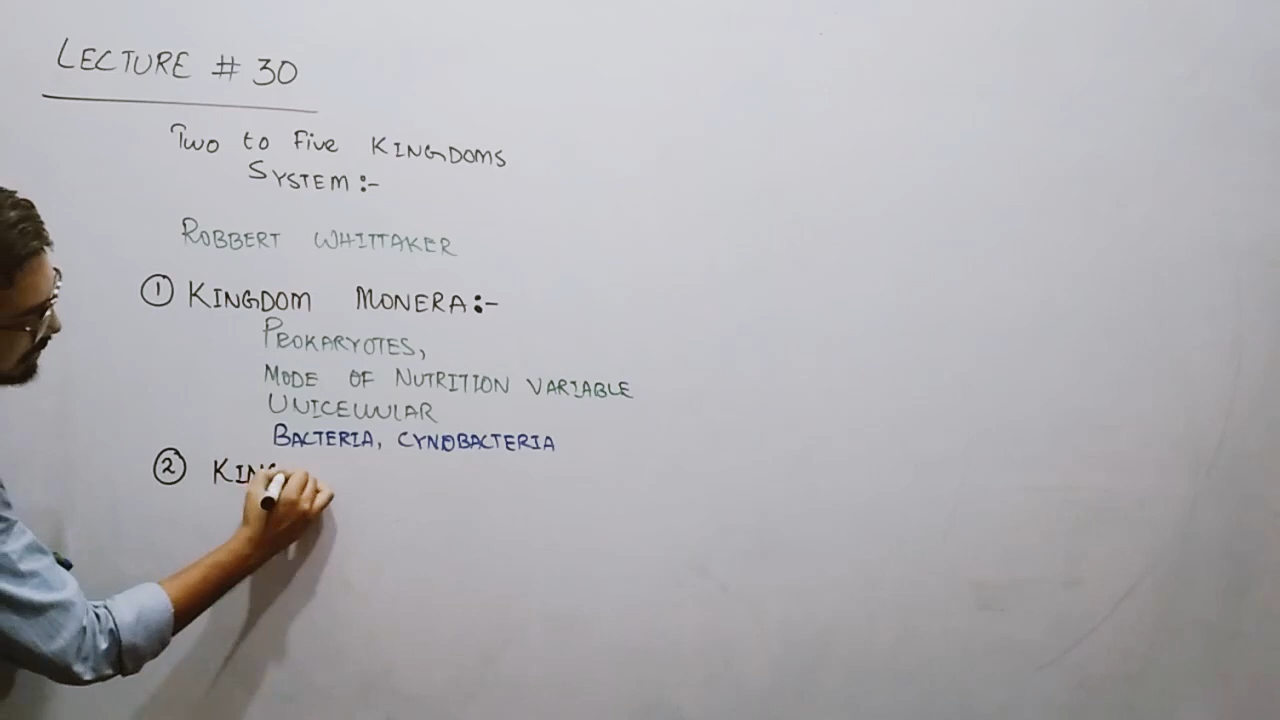 LECTURE # 30
Two to Five KINGDOMS
SYSTEM :-
ROBBERT WHITTAKER
① KINGDOM MONERA :-
PROKARYOTES,
MODE OF NUTRITION VARIABLE
UNICELLULAR
BACTERIA, CYNOBACTERIA
② KING